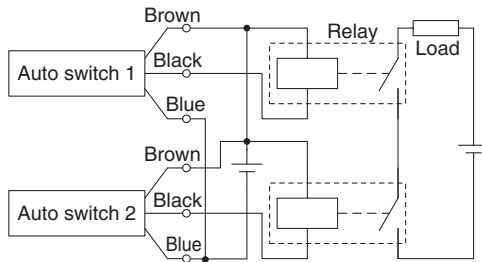 Brown
Relay
Load
Auto switch 1
Black
Blue
Brown
Auto switch 2
Black
Blue